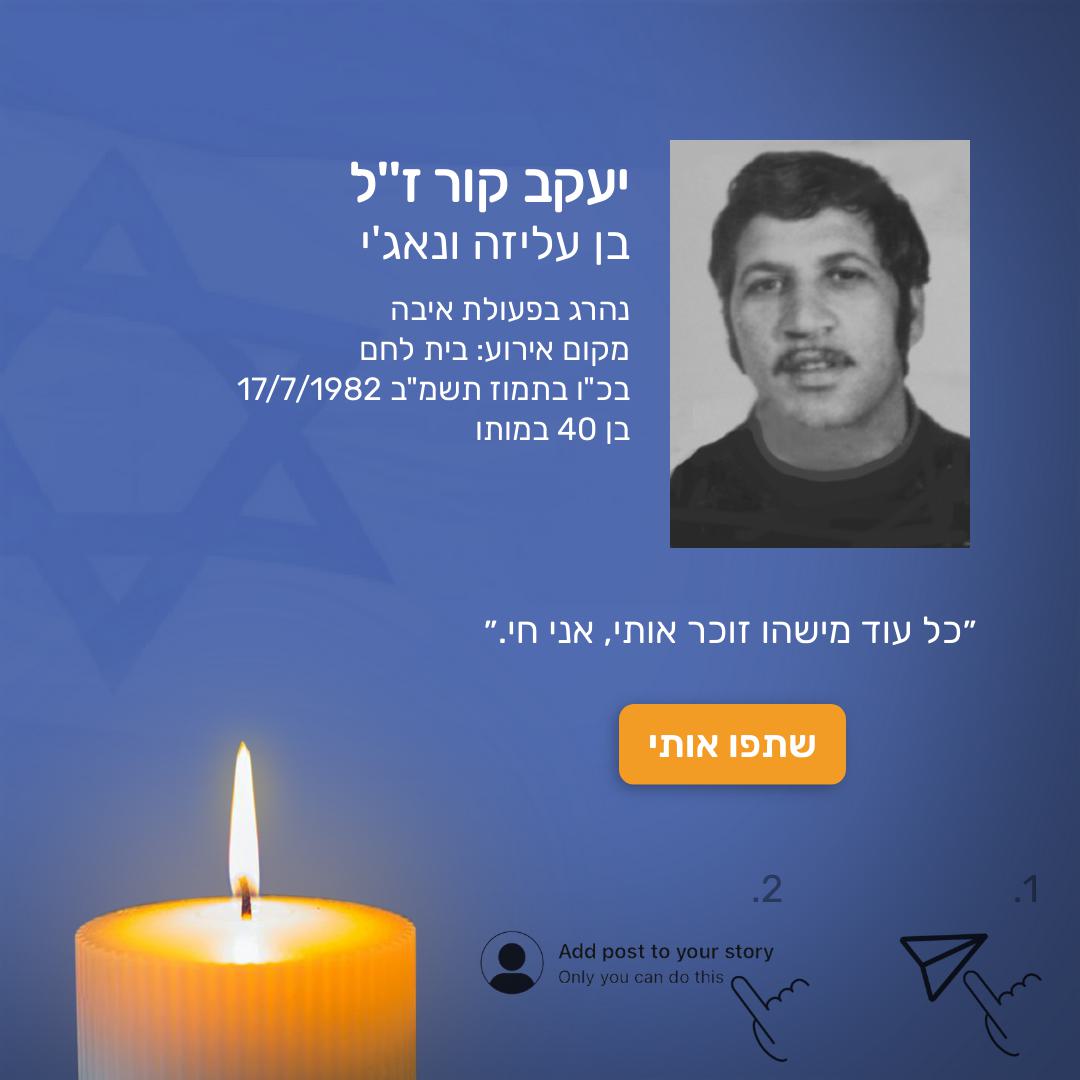 יעקב קור ז"ל
בן עליזה ונאג'י
נהרג בפעולת איבה
מקום אירוע: בית לחם
בכ"ו בתמוז תשמ"ב 17/7/1982
בן 40 במותו
״כל עוד מישהו זוכר אותי, אני חי.״
שתפו אותי
1.
2.
Add post to your story
Only you can do this